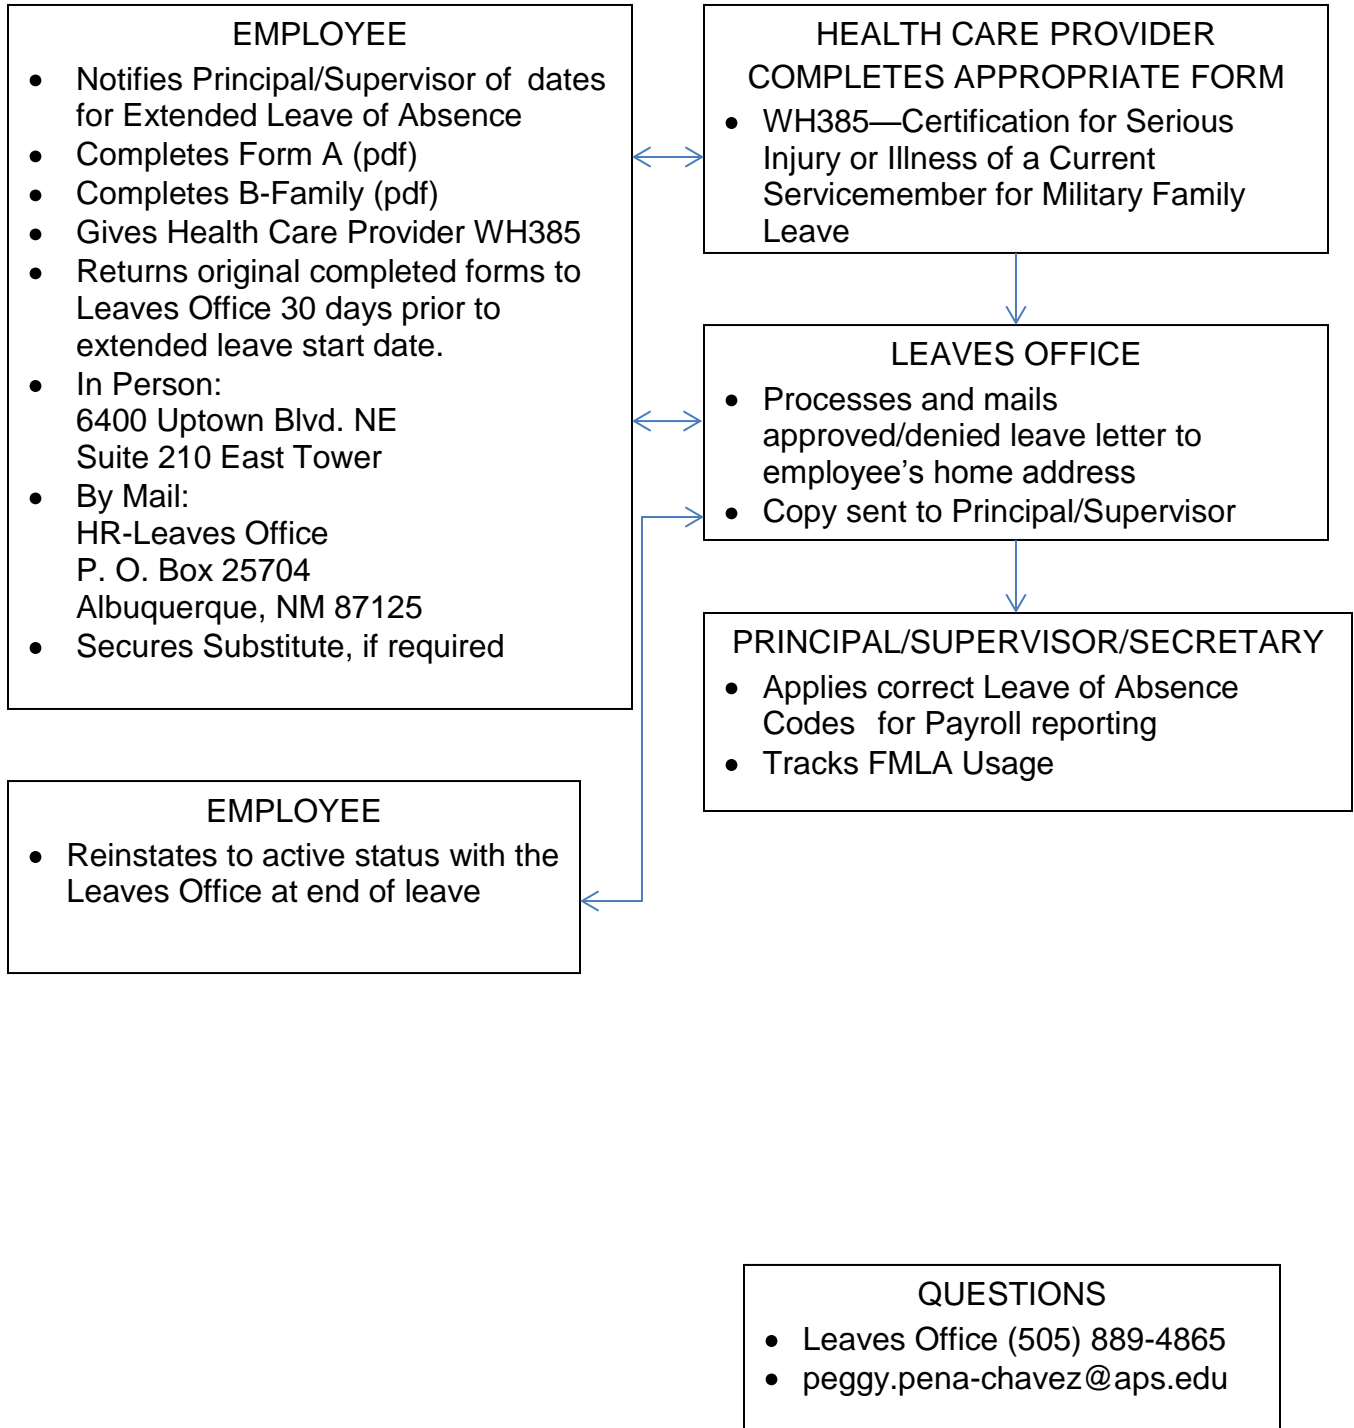 EMPLOYEE
• Notifies Principal/Supervisor of dates
for Extended Leave of Absence
• Completes Form A (pdf)
• Completes B-Family (pdf)
• Gives Health Care Provider WH385
• Returns original completed forms to
Leaves Office 30 days prior to
extended leave start date.
• In Person:
6400 Uptown Blvd. NE
Suite 210 East Tower
• By Mail:
HR-Leaves Office
P. O. Box 25704
Albuquerque, NM 87125
• Secures Substitute, if required
HEALTH CARE PROVIDER
COMPLETES APPROPRIATE FORM
• WH385—Certification for Serious
Injury or Illness of a Current
Servicemember for Military Family
Leave
LEAVES OFFICE
• Processes and mails
approved/denied leave letter to
employee’s home address
• Copy sent to Principal/Supervisor
PRINCIPAL/SUPERVISOR/SECRETARY
• Applies correct Leave of Absence
Codes for Payroll reporting
• Tracks FMLA Usage
EMPLOYEE
• Reinstates to active status with the
Leaves Office at end of leave
QUESTIONS
• Leaves Office (505) 889-4865
• peggy.pena-chavez@aps.edu